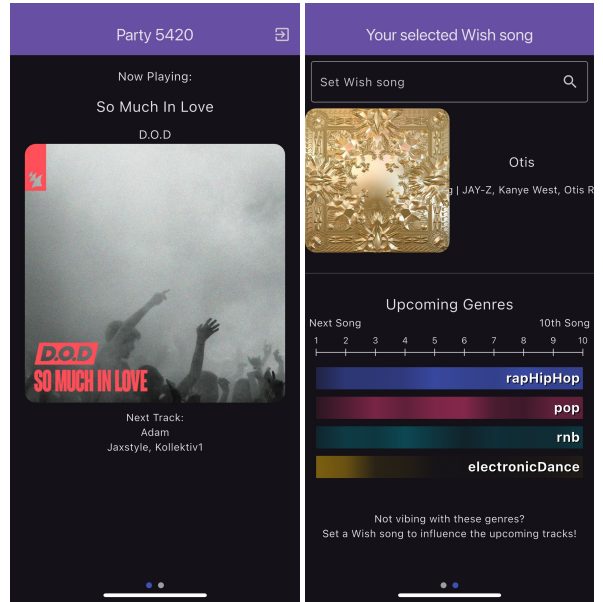 Party 5420
Now Playing:
So Much In Love
D.O.D
D.O.D
SO MUCH IN LOVE
Next Track:
Adam
Jaxstyle, Kollektiv1
Your selected Wish song
Set Wish song
Otis
| JAY-Z, Kanye West, Otis R
Upcoming Genres
Next Song 10th Song
1 2 3 4 5 6 7 8 9 10
rapHipHop
pop
rnb
electronicDance
Not vibing with these genres?
Set a Wish song to influence the upcoming tracks!